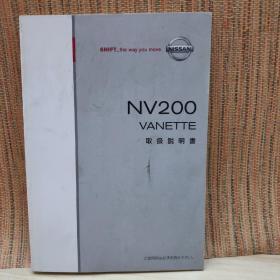 SHIFT_the way you move
NISSAN
NV200
VANETTE
取扱説明書